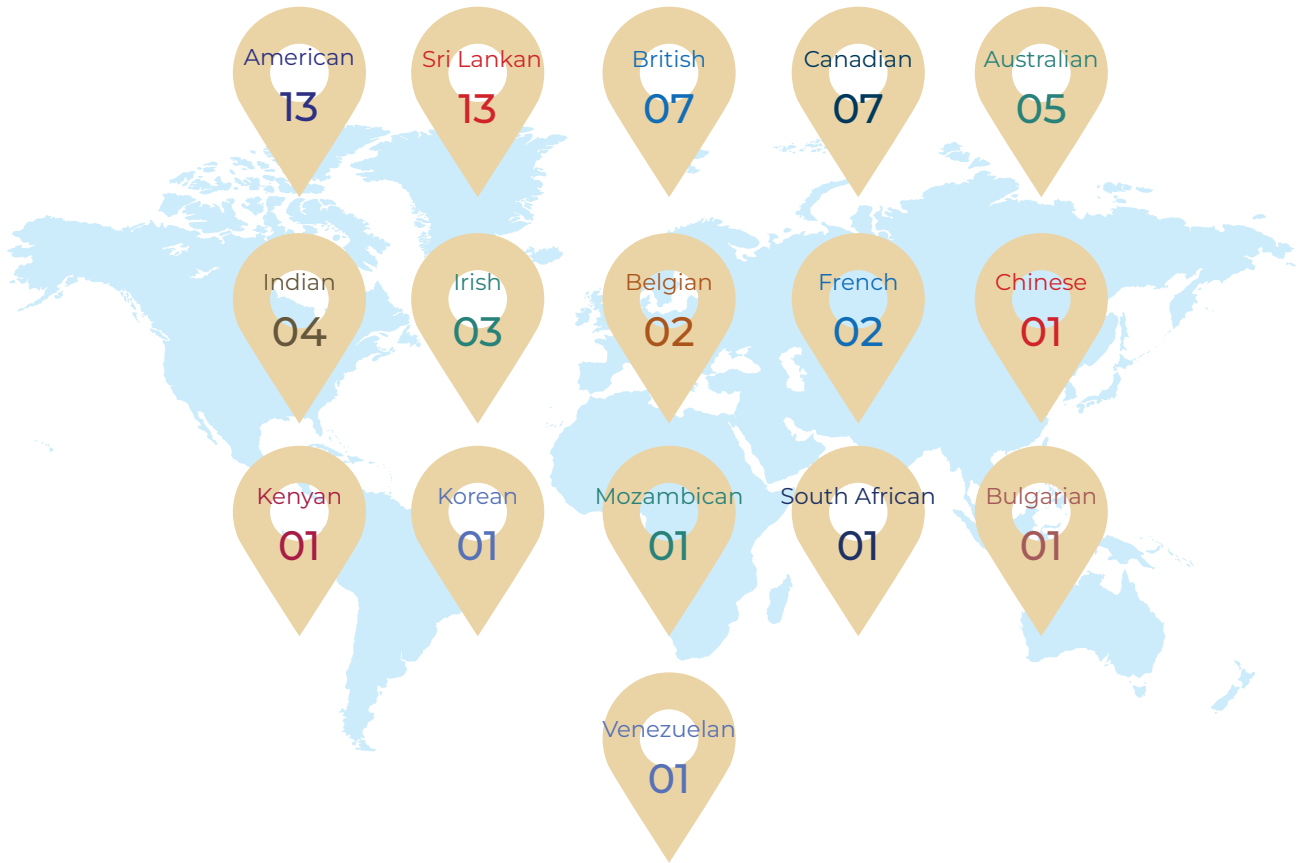 American
13
Sri Lankan
13
British
07
Canadian
07
Australian
05
Indian
04
Irish
03
Belgian
02
French
02
Chinese
01
Kenyan
01
Korean
01
Mozambican
01
South African
01
Bulgarian
01
Venezuelan
01